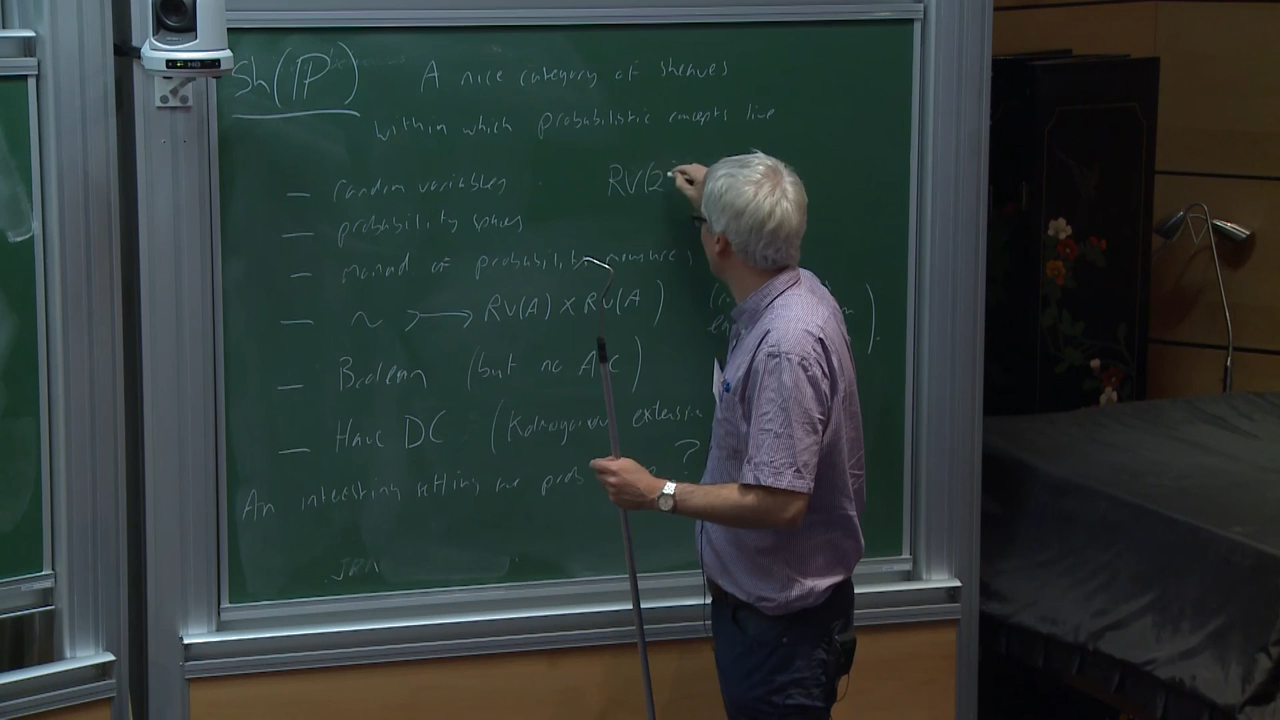 Sh(ℙ) A nice category of sheaves
within which probabilistic concepts live
– random variables RV(2
– probability spaces
– monad of probability measures
– ~ ↣ RV(A) × RV(A)
– Boolean (but no AC)
– Have DC (Kolmogorov extension
An interesting setting for prob ?